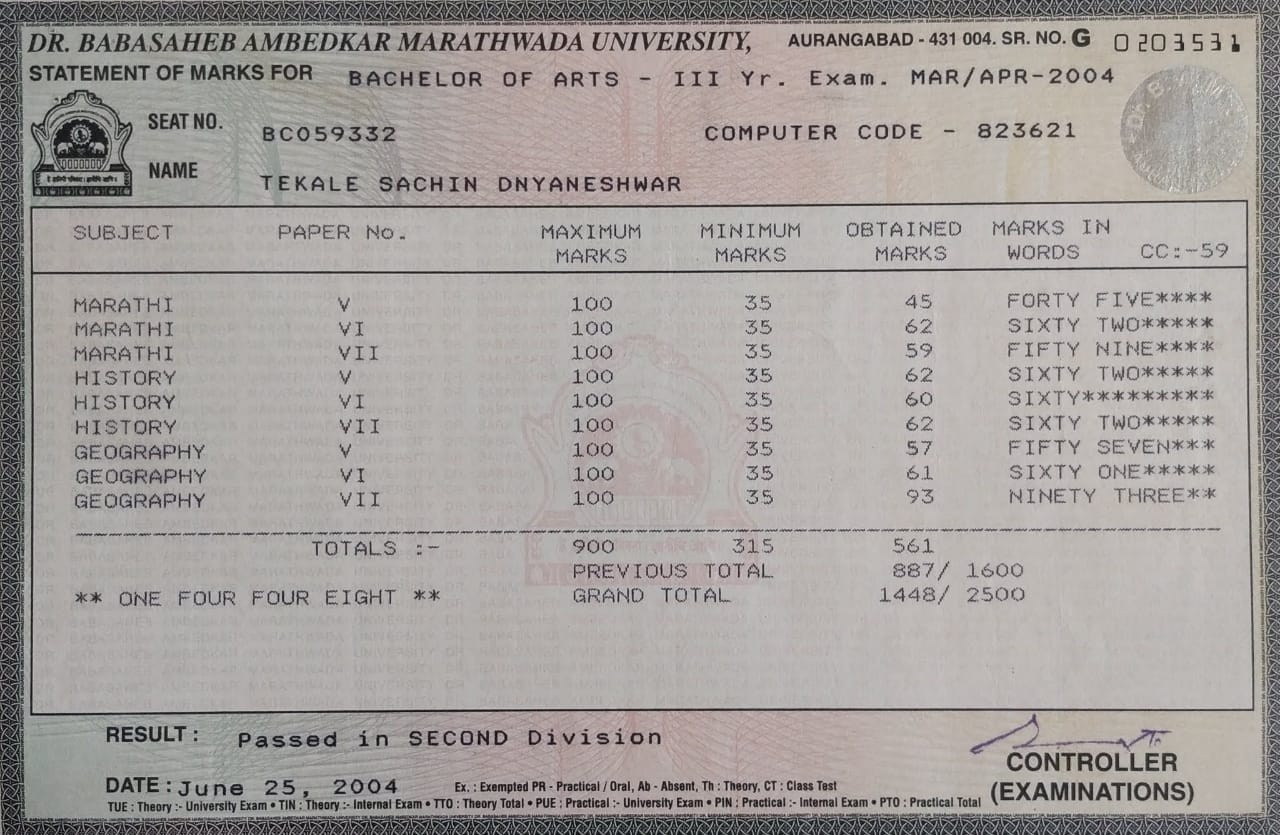 DR. BABASAHEB AMBEDKAR MARATHWADA UNIVERSITY, AURANGABAD - 431 004. SR. NO. G 0203531
STATEMENT OF MARKS FOR BACHELOR OF ARTS - III Yr. Exam. MAR/APR-2004
SEAT NO. BC059332 COMPUTER CODE - 823621
NAME TEKALE SACHIN DNYANESHWAR
SUBJECT PAPER No. MAXIMUM MINIMUM OBTAINED MARKS IN
MARKS MARKS MARKS WORDS CC:-59
MARATHI V 100 35 45 FORTY FIVE****
MARATHI VI 100 35 62 SIXTY TWO*****
MARATHI VII 100 35 59 FIFTY NINE****
HISTORY V 100 35 62 SIXTY TWO*****
HISTORY VI 100 35 60 SIXTY*********
HISTORY VII 100 35 62 SIXTY TWO*****
GEOGRAPHY V 100 35 57 FIFTY SEVEN***
GEOGRAPHY VI 100 35 61 SIXTY ONE*****
GEOGRAPHY VII 100 35 93 NINETY THREE**
TOTALS :- 900 315 561
PREVIOUS TOTAL 887/ 1600
** ONE FOUR FOUR EIGHT ** GRAND TOTAL 1448/ 2500
RESULT : Passed in SECOND Division
CONTROLLER
(EXAMINATIONS)
DATE : June 25, 2004 Ex. : Exempted PR - Practical / Oral, Ab - Absent, Th : Theory, CT : Class Test
TUE : Theory :- University Exam • TIN : Theory :- Internal Exam • TTO : Theory Total • PUE : Practical :- University Exam • PIN : Practical :- Internal Exam • PTO : Practical Total